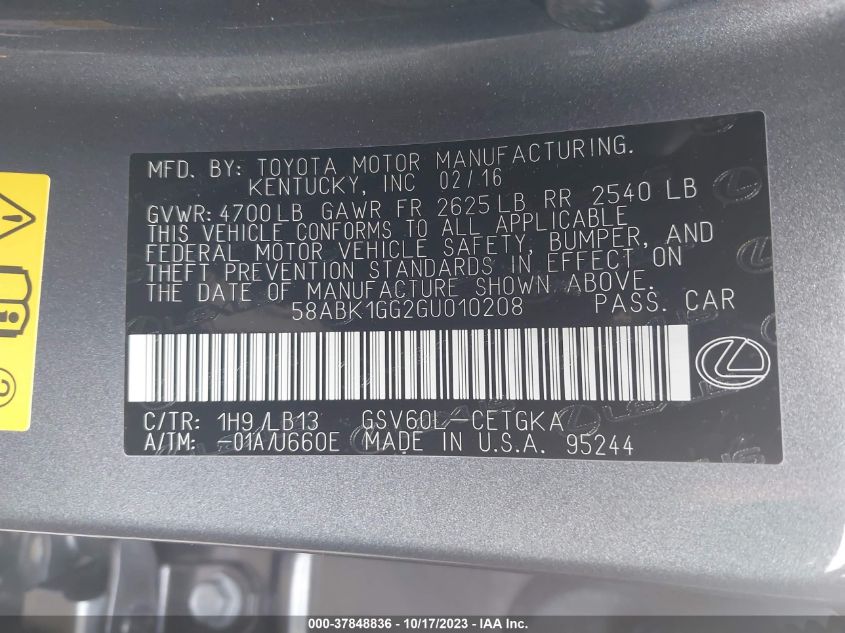 MFD. BY: TOYOTA MOTOR MANUFACTURING.
KENTUCKY, INC 02/16
GVWR: 4700 LB GAWR FR 2625 LB RR 2540 LB
THIS VEHICLE CONFORMS TO ALL APPLICABLE
FEDERAL MOTOR VEHICLE SAFETY, BUMPER, AND
THEFT PREVENTION STANDARDS IN EFFECT ON
THE DATE OF MANUFACTURE SHOWN ABOVE.
58ABK1GG2GU010208 PASS. CAR
C/TR: 1H9/LB13 GSV60L-CETGKA
A/TM: -01A/U660E MADE IN U.S.A. 95244
000-37848836 - 10/17/2023 - IAA Inc.